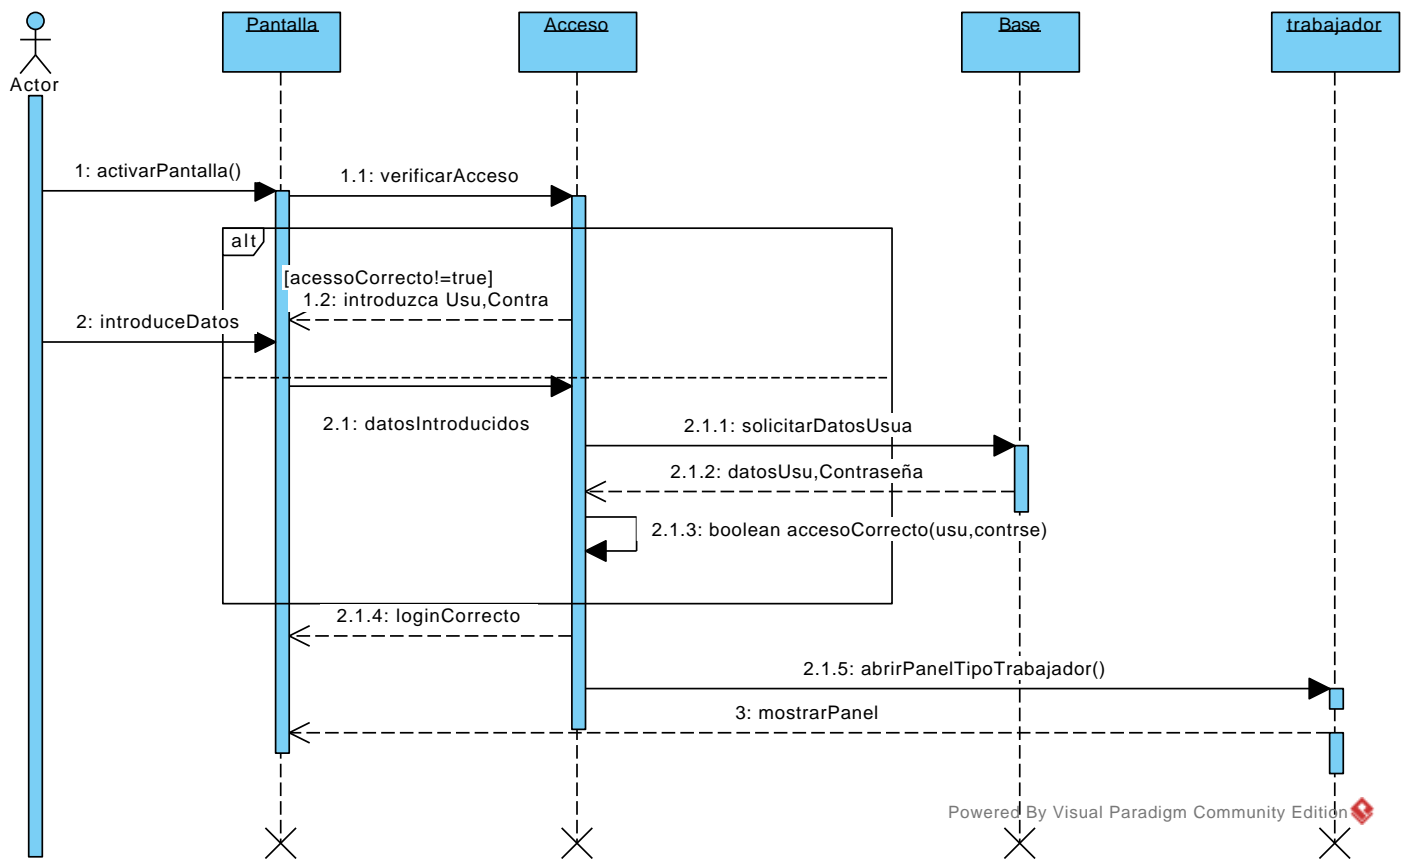 Pantalla
Acceso
Base
trabajador
Actor
1: activarPantalla()
1.1: verificarAcceso
alt
[acessoCorrecto!=true]
1.2: introduzca Usu,Contra
2: introduceDatos
2.1: datosIntroducidos
2.1.1: solicitarDatosUsua
2.1.2: datosUsu,Contraseña
2.1.3: boolean accesoCorrecto(usu,contrse)
2.1.4: loginCorrecto
2.1.5: abrirPanelTipoTrabajador()
3: mostrarPanel
Powered By Visual Paradigm Community Edition